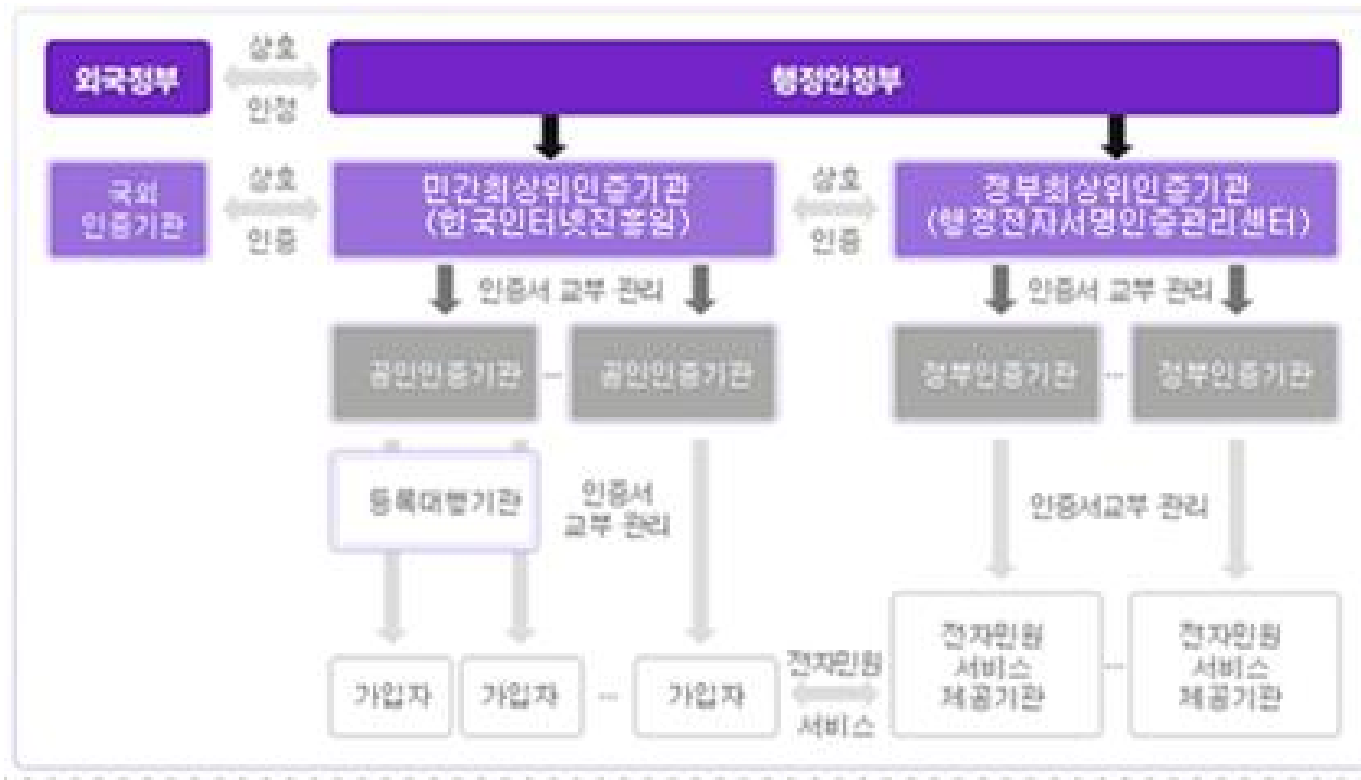 외국정부
상호
인정
행정안정부
국외
인증기관
상호
인증
민간최상위인증기관
(한국인터넷진흥원)
상호
인증
정부최상위인증기관
(행정전자서명인증관리센터)
인증서 교부 관리
인증서 교부 관리
공인인증기관
...
공인인증기관
정부인증기관
...
정부인증기관
등록대행기관
인증서
교부 관리
인증서교부 관리
가입자
가입자
...
가입자
전자민원
서비스
전자민원
서비스
제공기관
...
전자민원
서비스
제공기관